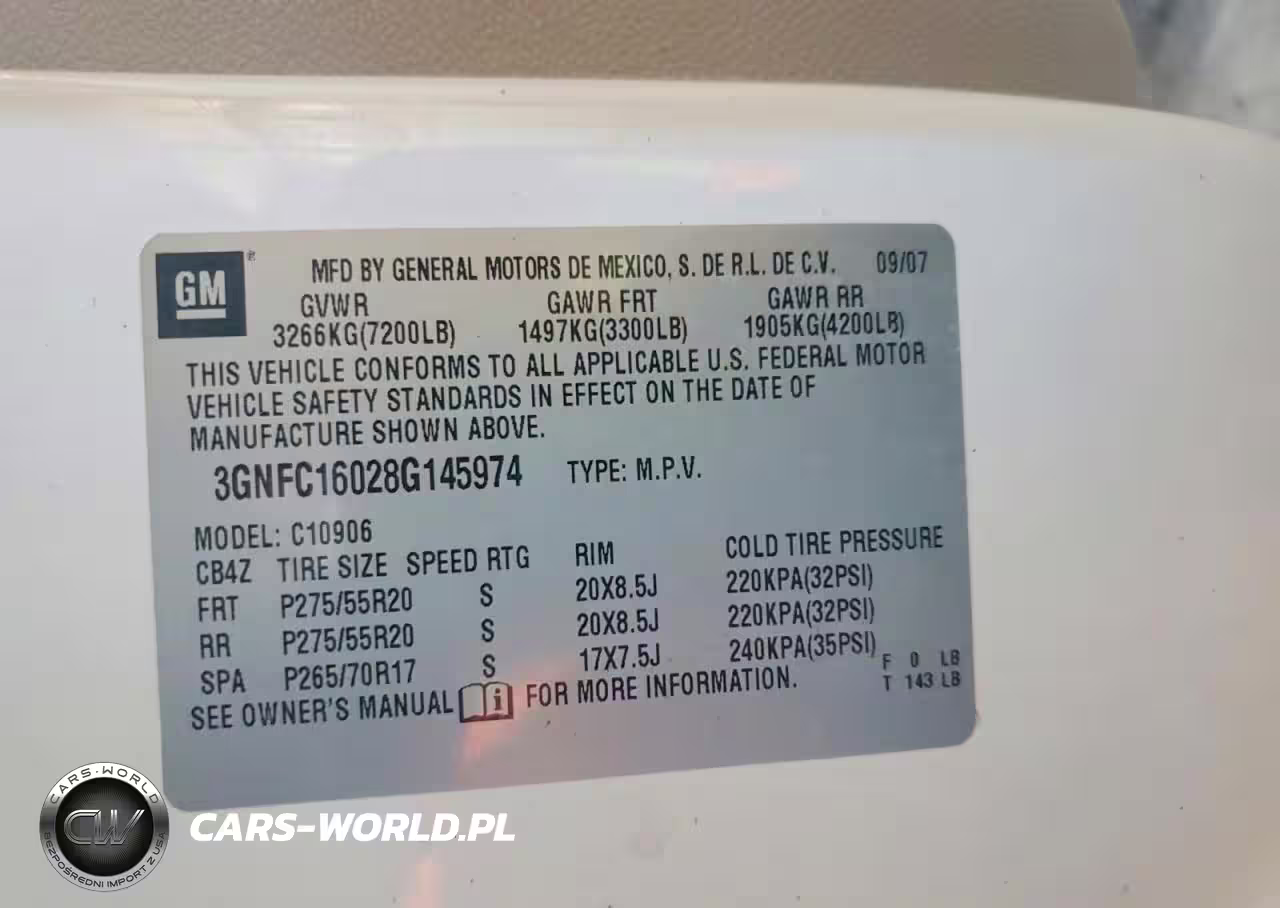 GM ®
MFD BY GENERAL MOTORS DE MEXICO, S. DE R.L. DE C.V. 09/07
GVWR GAWR FRT GAWR RR
3266KG(7200LB) 1497KG(3300LB) 1905KG(4200LB)
THIS VEHICLE CONFORMS TO ALL APPLICABLE U.S. FEDERAL MOTOR
VEHICLE SAFETY STANDARDS IN EFFECT ON THE DATE OF
MANUFACTURE SHOWN ABOVE.
3GNFC16028G145974 TYPE: M.P.V.
MODEL: C10906
CB4Z TIRE SIZE SPEED RTG RIM COLD TIRE PRESSURE
FRT P275/55R20 S 20X8.5J 220KPA(32PSI)
RR P275/55R20 S 20X8.5J 220KPA(32PSI)
SPA P265/70R17 S 17X7.5J 240KPA(35PSI)
F 0 LB
T 143 LB
SEE OWNER'S MANUAL i FOR MORE INFORMATION.
CARS-WORLD
CW
BEZPOŚREDNI IMPORT Z USA
CARS-WORLD.PL